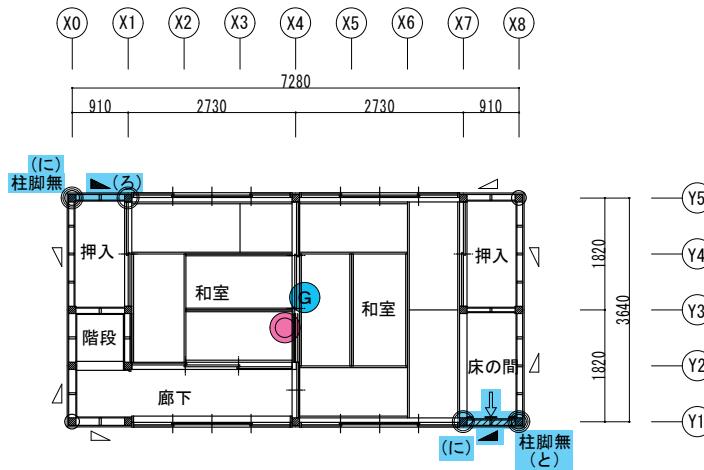 X0 X1 X2 X3 X4 X5 X6 X7 X8
7280
910 2730 2730 910
(に)
柱脚無
(ろ)
Y5
押入
押入
1820
Y4
和室
G
和室
3640
Y3
階段
床の間
1820
Y2
廊下
Y1
(に)
柱脚無
(と)